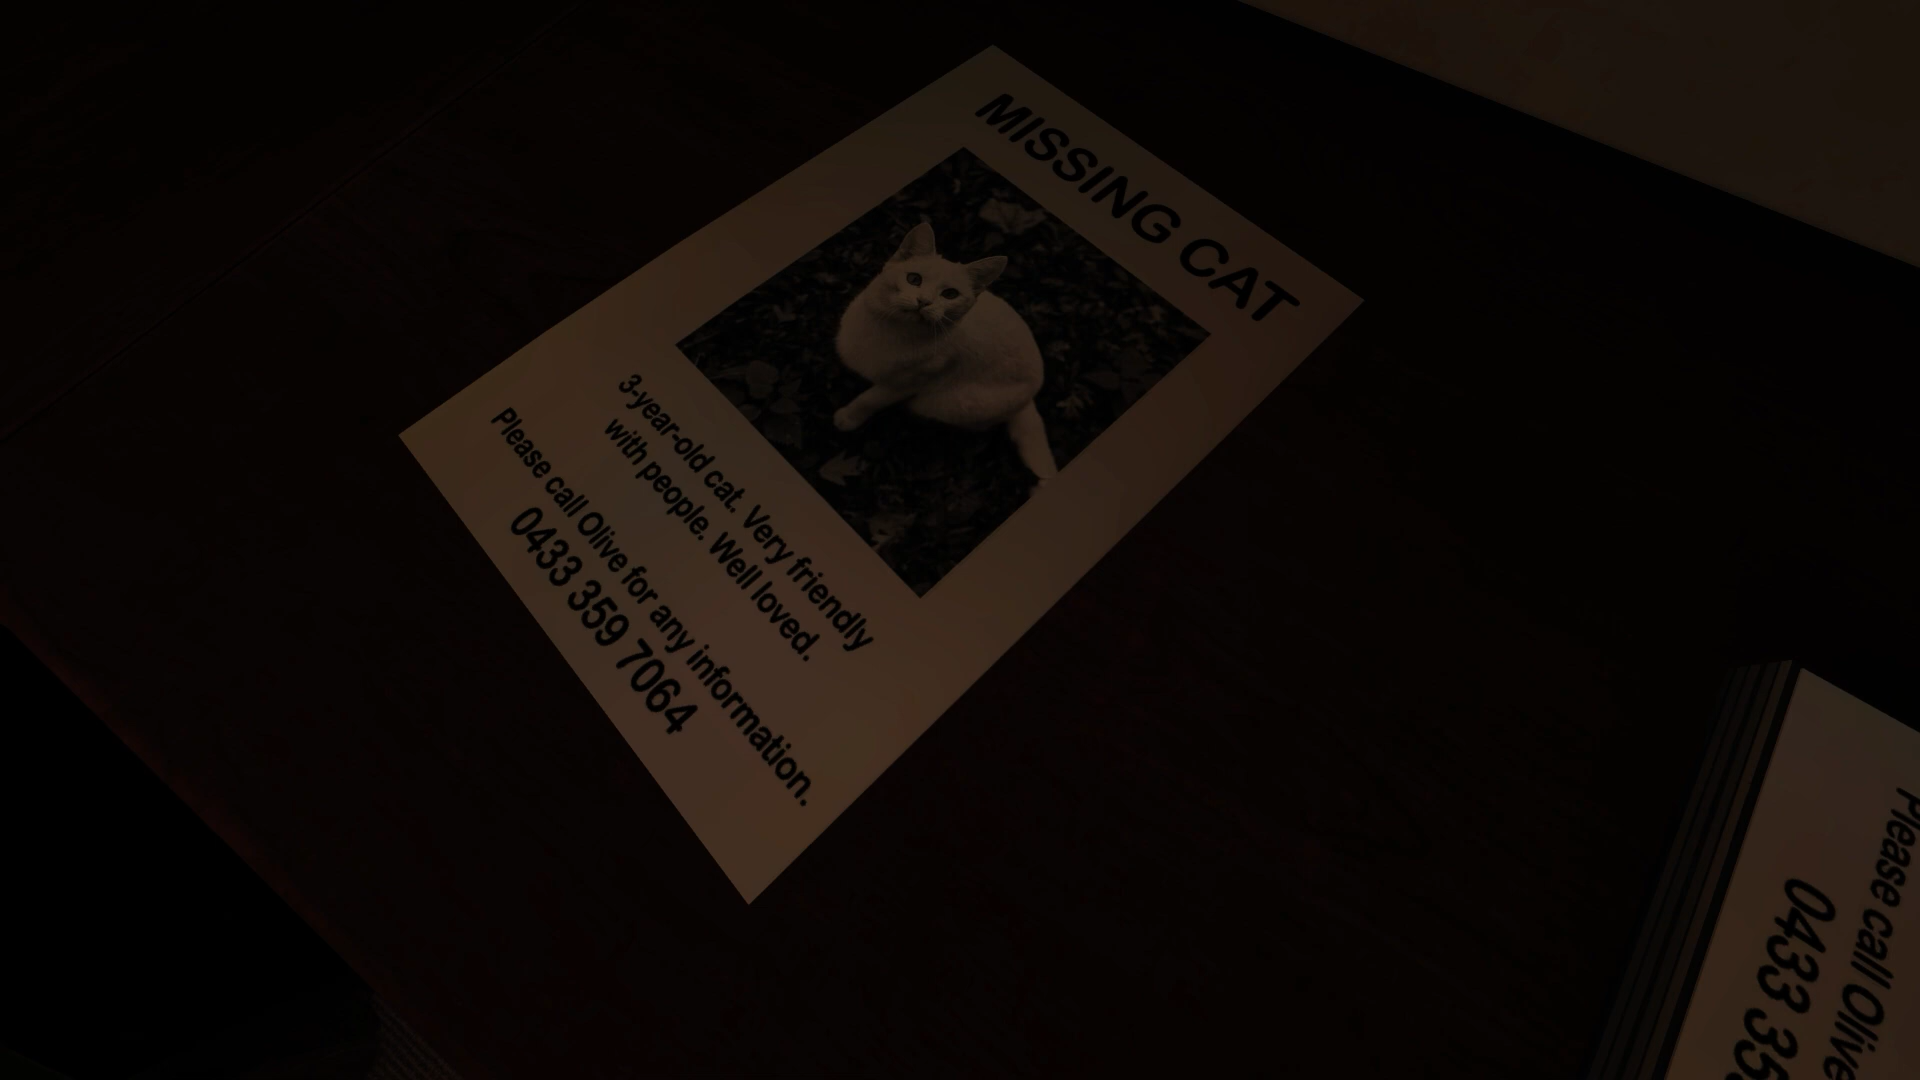 MISSING CAT
3-year-old cat. Very friendly
with people. Well loved.
Please call Olive for any information.
0433 359 7064
Please call Olive
0433 35